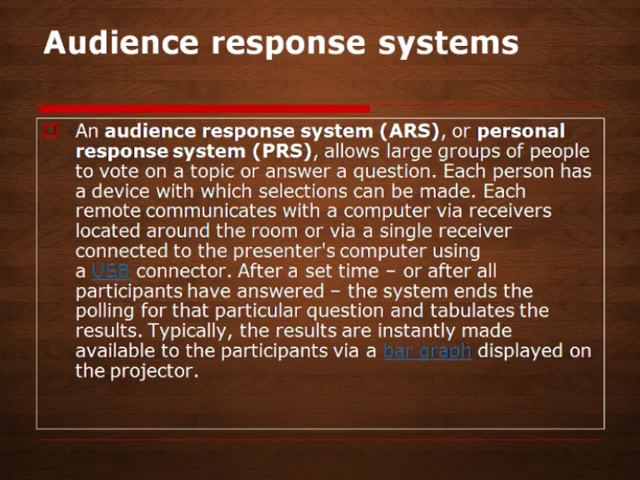 Audience response systems
An audience response system (ARS), or personal
response system (PRS), allows large groups of people
to vote on a topic or answer a question. Each person has
a device with which selections can be made. Each
remote communicates with a computer via receivers
located around the room or via a single receiver
connected to the presenter's computer using
a USB connector. After a set time – or after all
participants have answered – the system ends the
polling for that particular question and tabulates the
results. Typically, the results are instantly made
available to the participants via a bar graph displayed on
the projector.